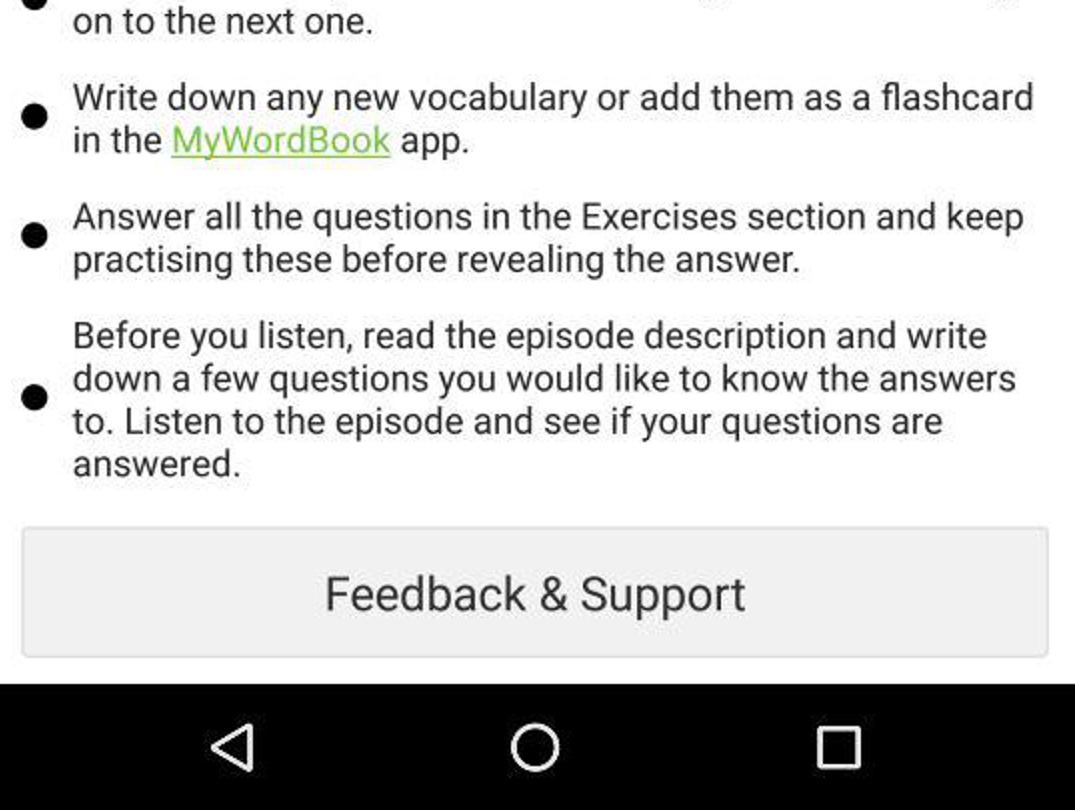 on to the next one.
Write down any new vocabulary or add them as a flashcard
in the MyWordBook app.
Answer all the questions in the Exercises section and keep
practising these before revealing the answer.
Before you listen, read the episode description and write
down a few questions you would like to know the answers
to. Listen to the episode and see if your questions are
answered.
Feedback & Support